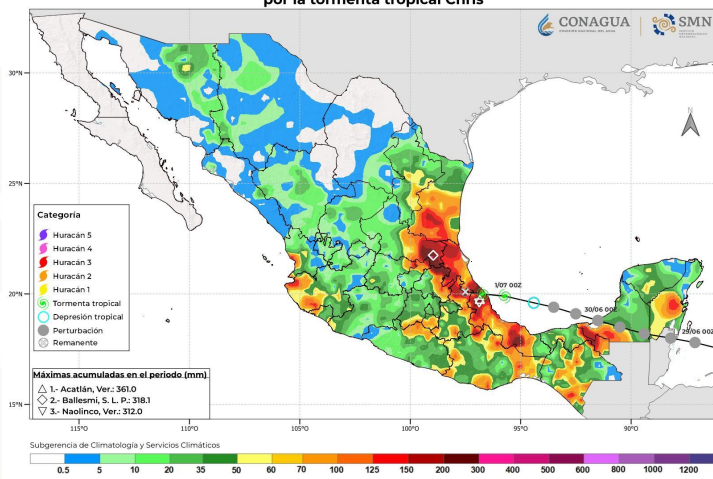 por la tormenta tropical Chris
CONAGUA
COMISIÓN NACIONAL DEL AGUA
SMN
30°N
25°N
20°N
15°N
N
Categoría
Huracán 5
Huracán 4
Huracán 3
Huracán 2
Huracán 1
Tormenta tropical
Depresión tropical
Perturbación
Remanente
1/07 00Z
30/06 00Z
29/06 00Z
Máximas acumuladas en el periodo (mm)
1.- Acatlán, Ver.: 361.0
2.- Ballesmi, S. L. P.: 318.1
3.- Naolinco, Ver.: 312.0
115°O 110°O 105°O 100°O 95°O 90°O
Subgerencia de Climatología y Servicios Climáticos
0.5 5 10 20 35 50 60 70 100 125 150 200 300 400 500 600 800 1000 1200